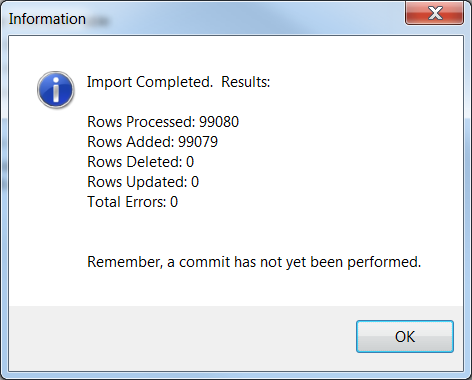 Information
Import Completed.  Results:
Rows Processed: 99080
Rows Added: 99079
Rows Deleted: 0
Rows Updated: 0
Total Errors: 0
Remember, a commit has not yet been performed.
OK